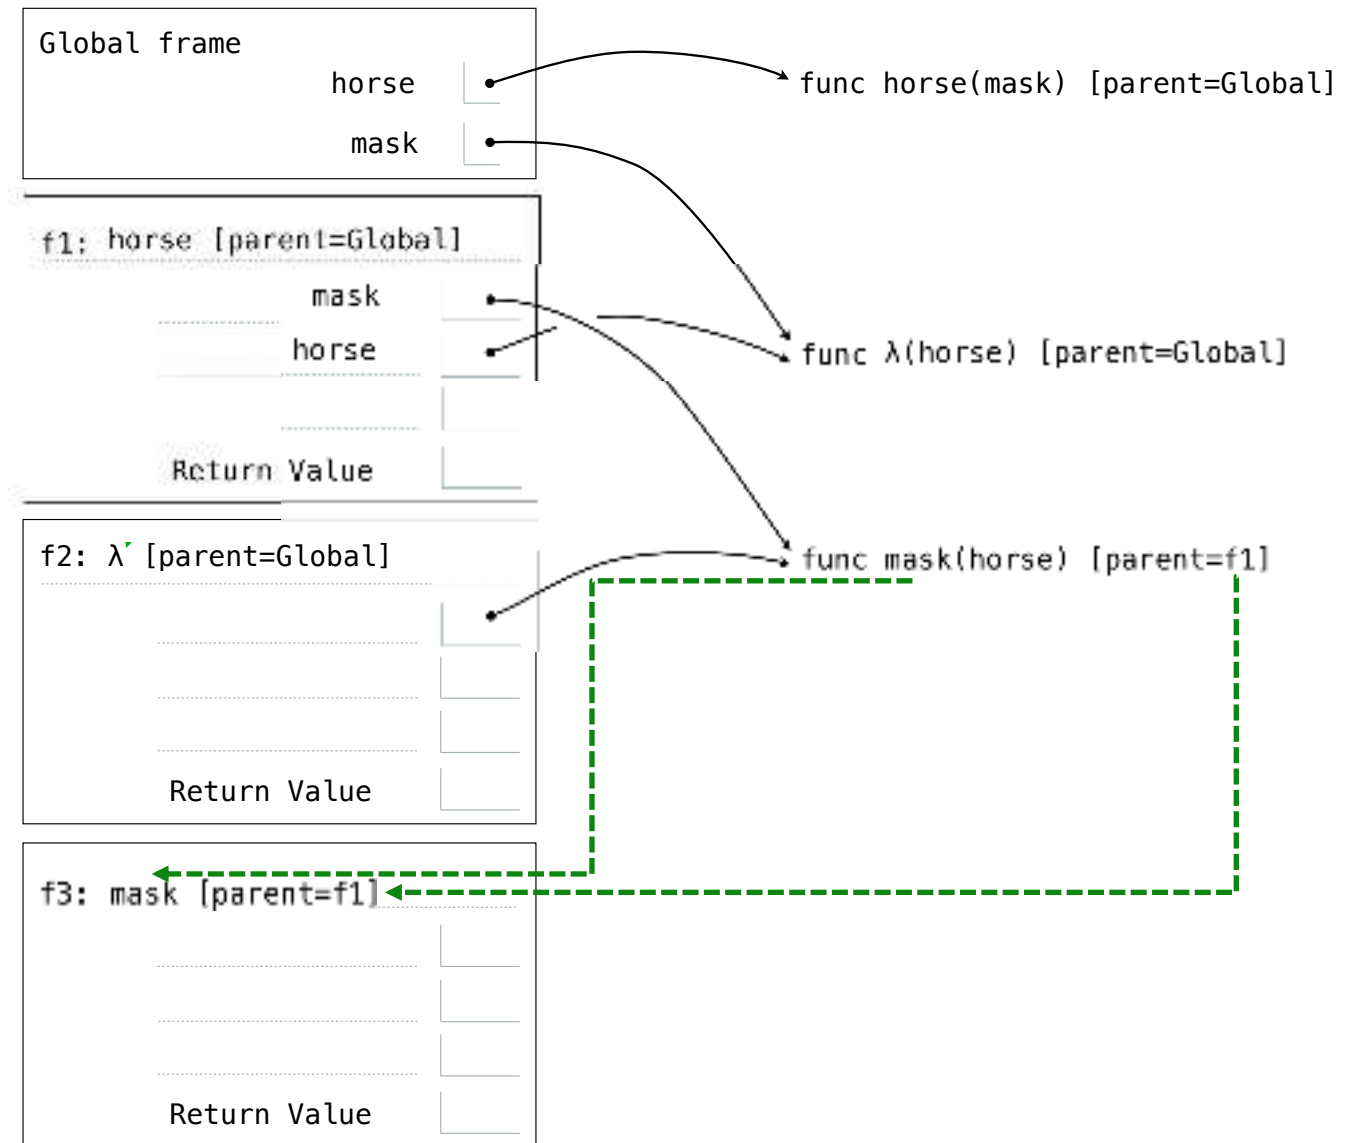 Global frame
horse
func horse(mask) [parent=Global]
mask
f1: horse [parent=Global]
mask
horse
func λ(horse) [parent=Global]
Return Value
f2: λ [parent=Global]
func mask(horse) [parent=f1]
Return Value
f3: mask [parent=f1]
Return Value